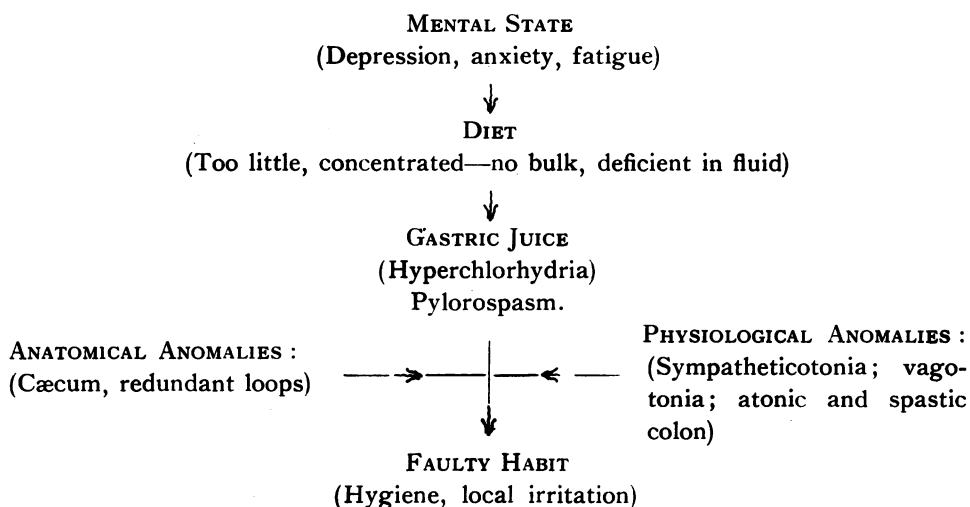 MENTAL STATE
(Depression, anxiety, fatigue)
DIET
(Too little, concentrated—no bulk, deficient in fluid)
GASTRIC JUICE
(Hyperchlorhydria)
Pylorospasm.
ANATOMICAL ANOMALIES :
(Cæcum, redundant loops)
PHYSIOLOGICAL ANOMALIES :
(Sympatheticotonia; vago-
tonia; atonic and spastic
colon)
FAULTY HABIT
(Hygiene, local irritation)